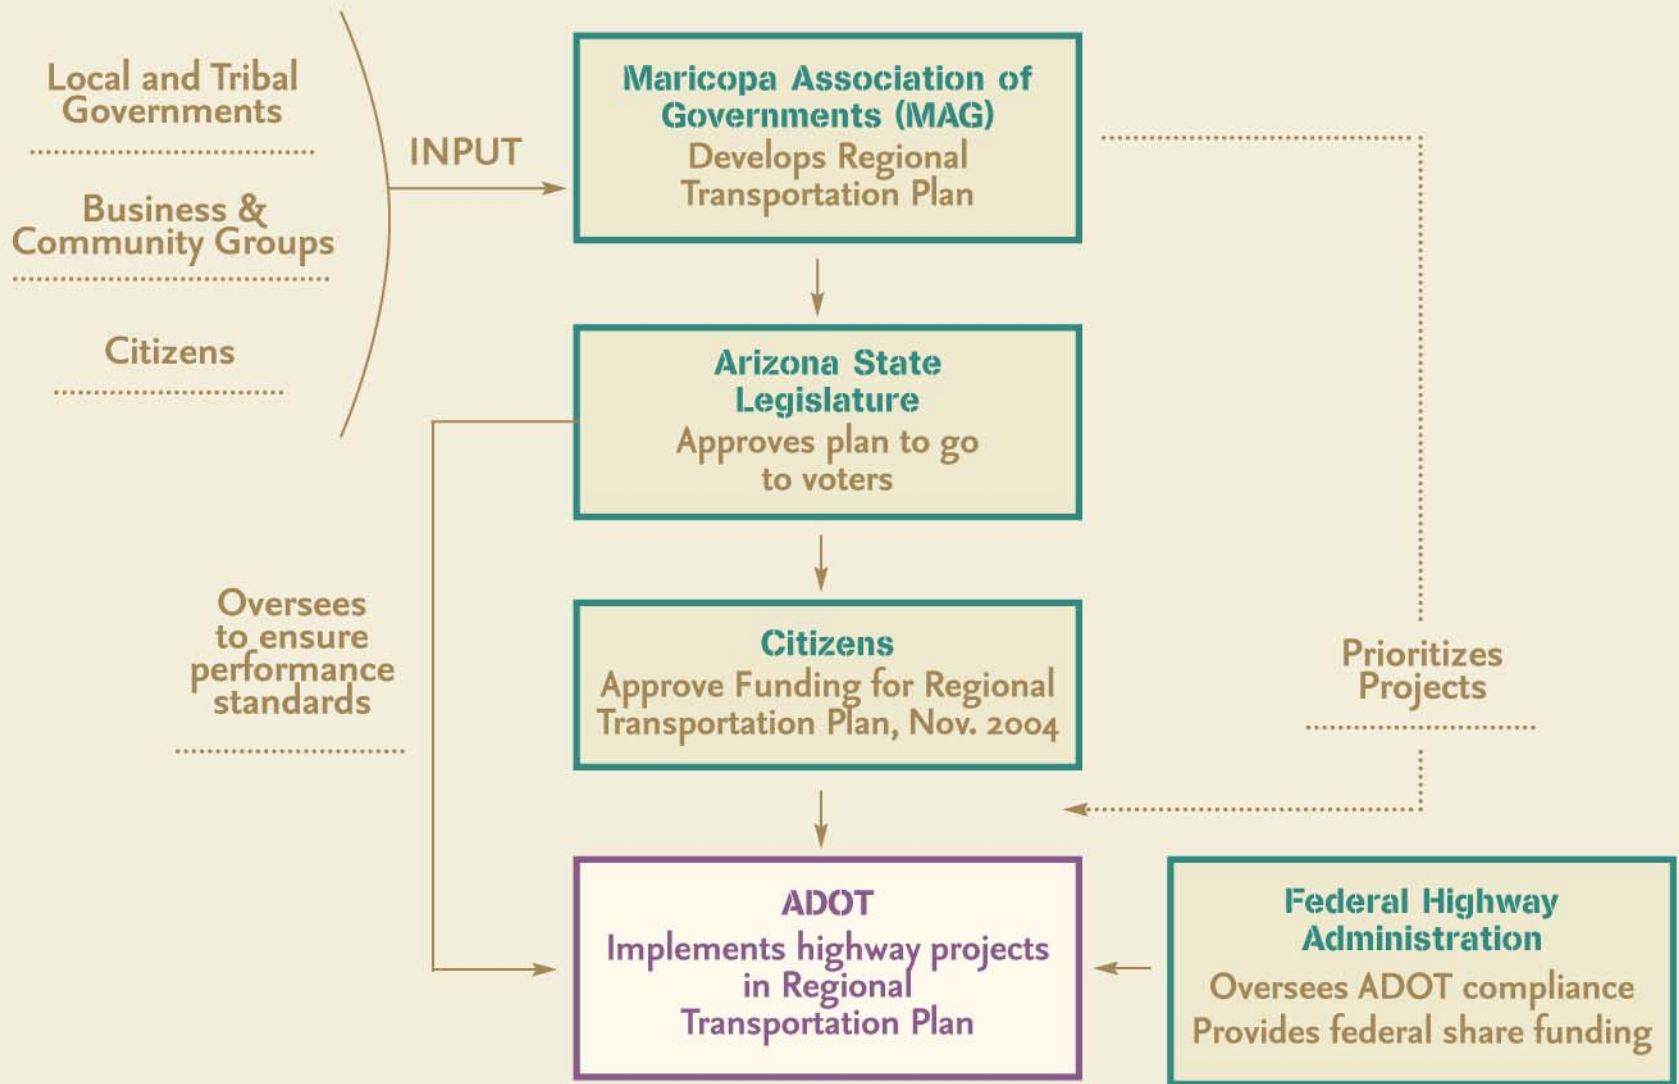 Local and Tribal
Governments
Business &
Community Groups
Citizens
INPUT
Maricopa Association of
Governments (MAG)
Develops Regional
Transportation Plan
Arizona State
Legislature
Approves plan to go
to voters
Oversees
to ensure
performance
standards
Citizens
Approve Funding for Regional
Transportation Plan, Nov. 2004
Prioritizes
Projects
ADOT
Implements highway projects
in Regional
Transportation Plan
Federal Highway
Administration
Oversees ADOT compliance
Provides federal share funding